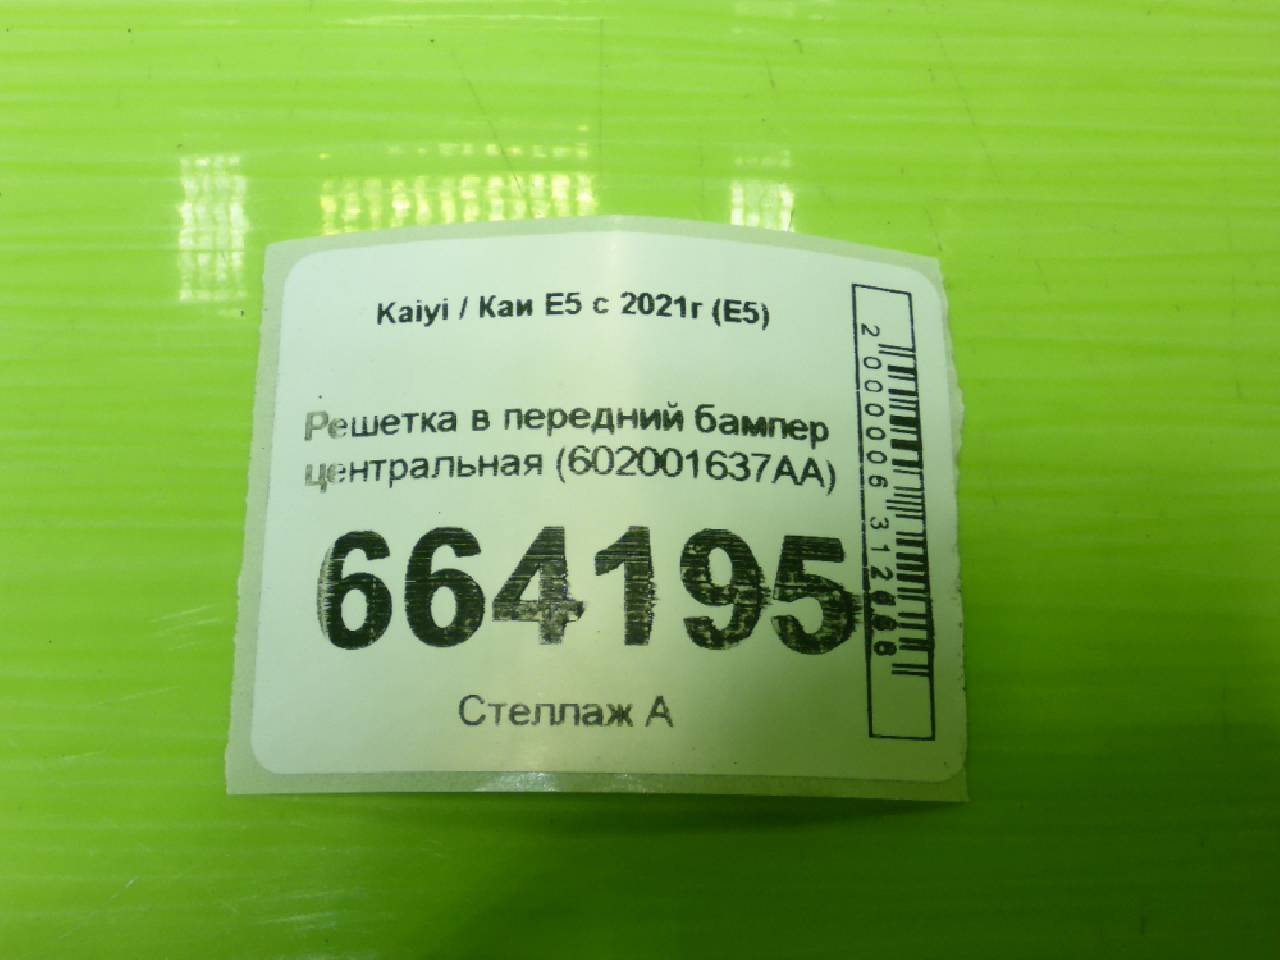 Kaiyi / Каи E5 с 2021г (E5)
Решетка в передний бампер
центральная (602001637AA)
664195
Стеллаж А